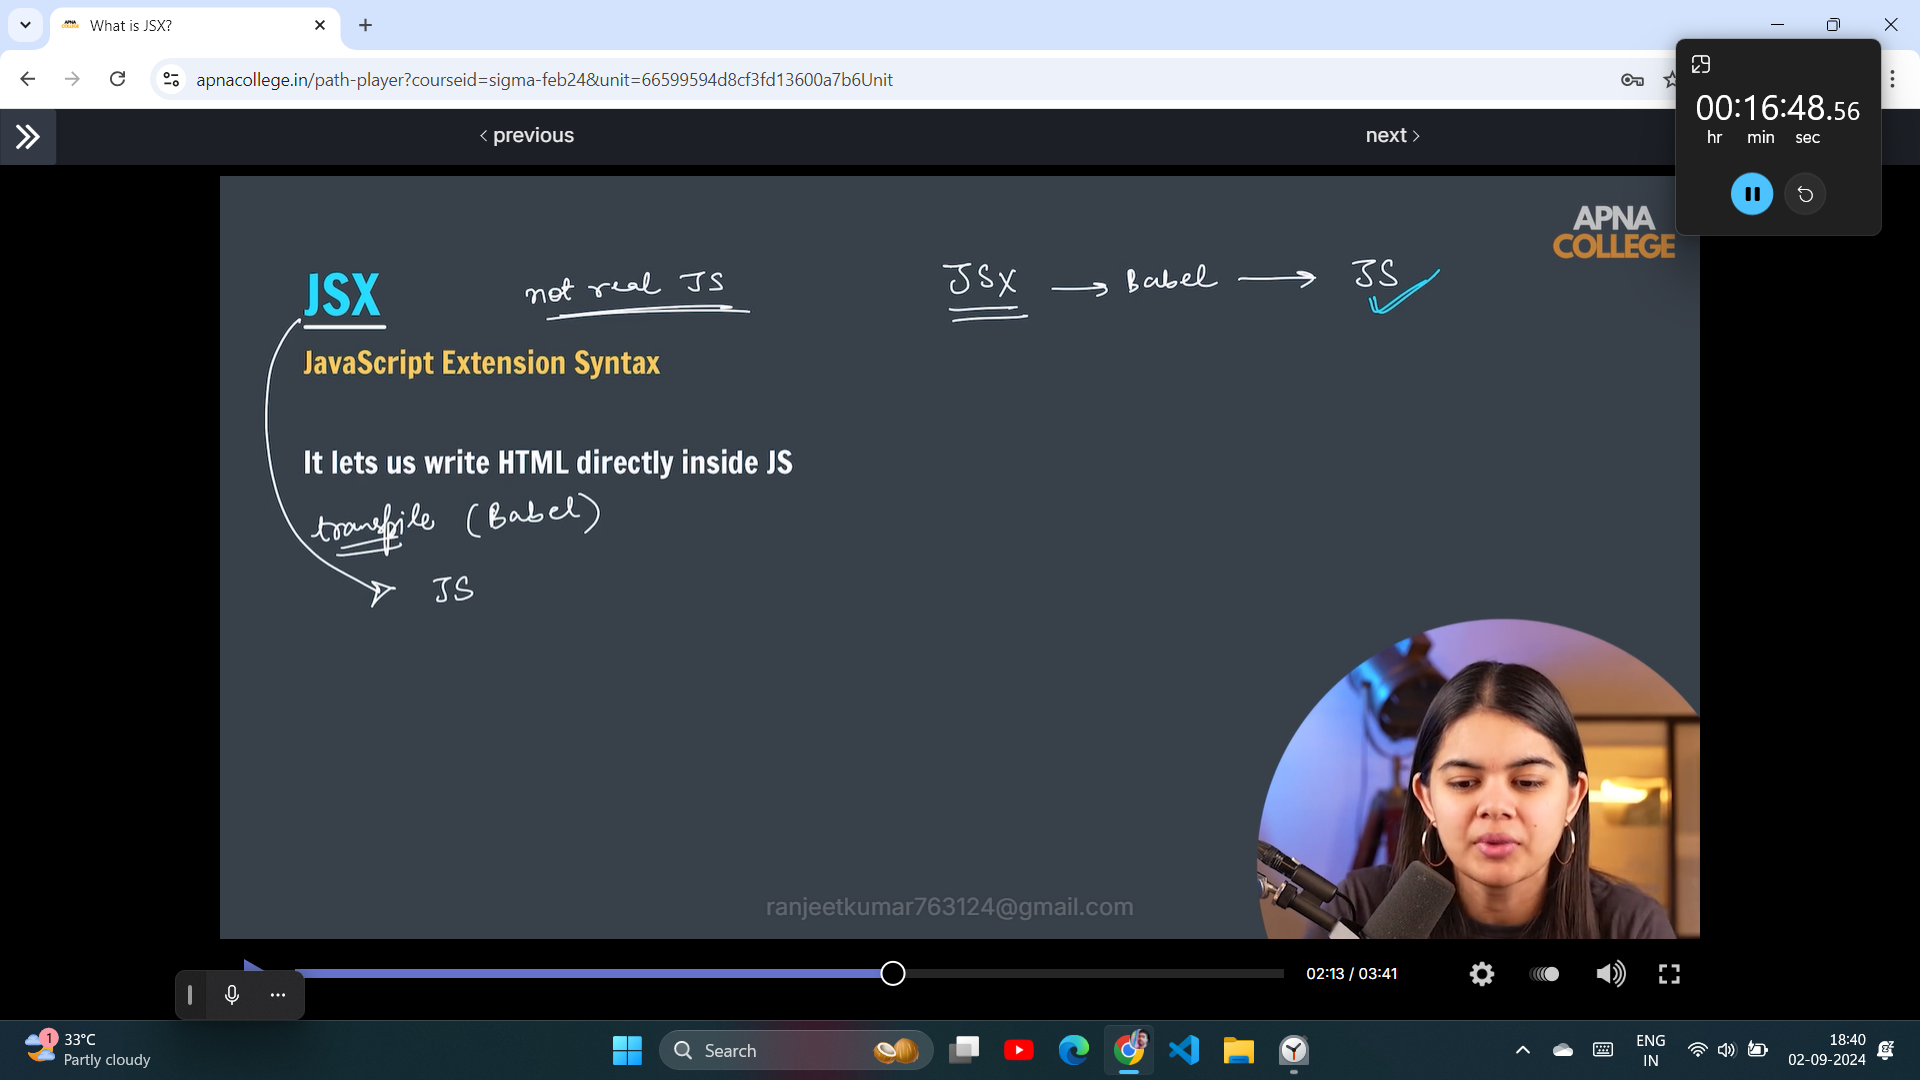 What is JSX?
apnacollege.in/path-player?courseid=sigma-feb24&unit=66599594d8cf3fd13600a7b6Unit
00:16:48.56
hr min sec
‹ previous
next ›
APNA
COLLEGE
JSX
not real JS
JSX → Babel → JS
JavaScript Extension Syntax
It lets us write HTML directly inside JS
transpile (Babel)
JS
ranjeetkumar763124@gmail.com
02:13 / 03:41
1
33°C
Partly cloudy
Search
ENG
IN
18:40
02-09-2024